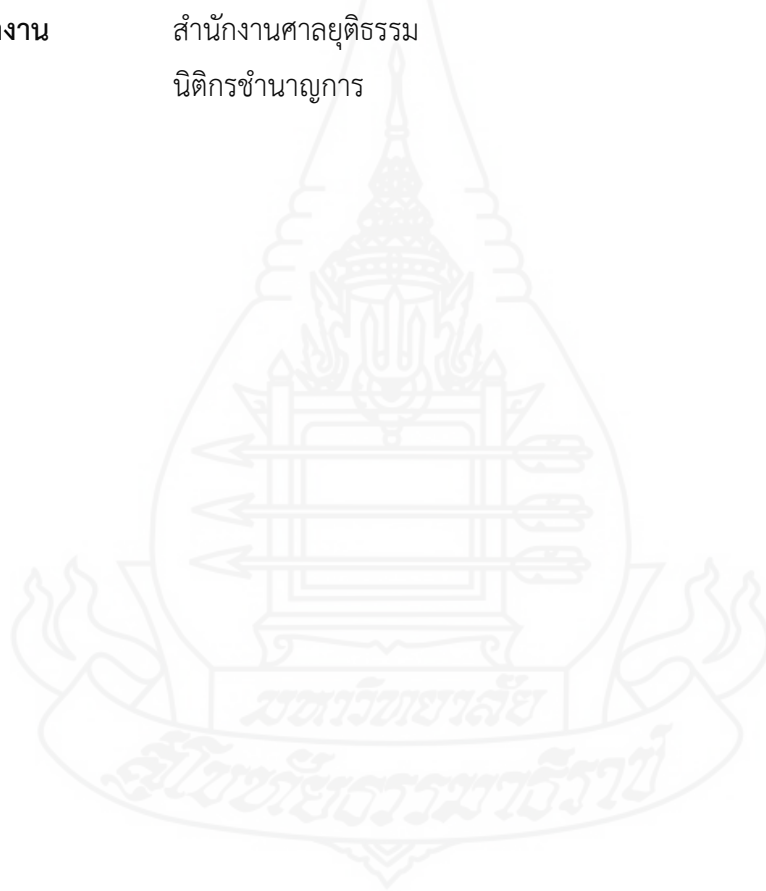 งาน สำนักงานศาลยุติธรรม
นิติกรชำนาญการ
มหาวิทยาลัย
สุโขทัยธรรมาธิราช